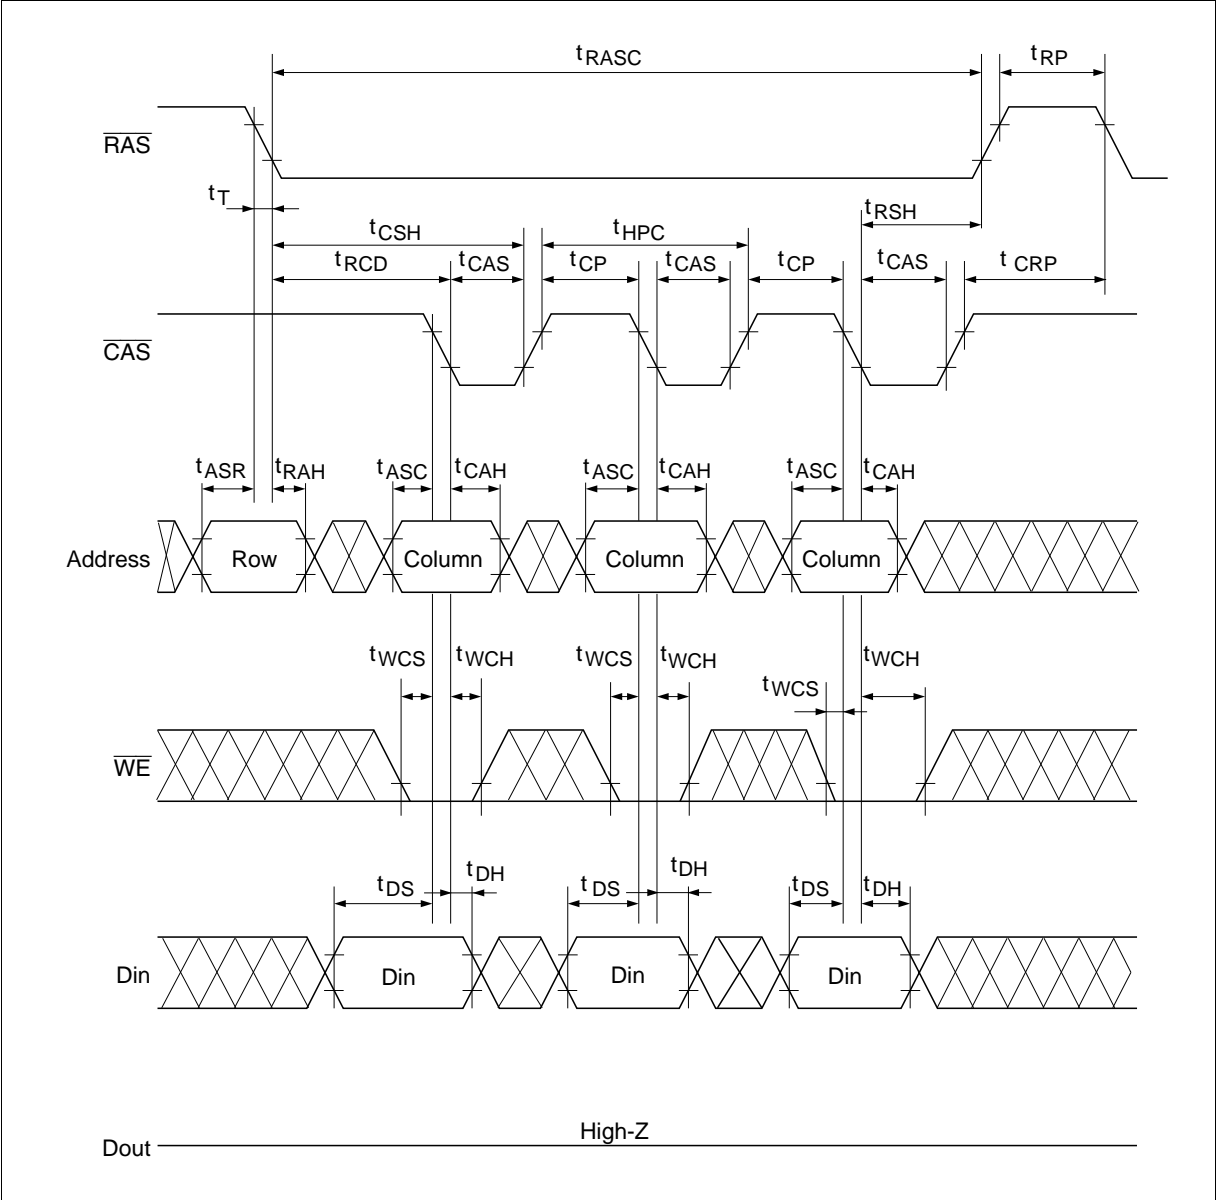 tRASC tRP
RAS
tT
tRSH
tCSH tHPC
tRCD tCAS tCP tCAS tCP tCAS tCRP
CAS
tASR tRAH tASC tCAH tASC tCAH tASC tCAH
Address Row Column Column Column
tWCS tWCH tWCS tWCH tWCH
tWCS
WE
tDS tDH tDS tDH tDS tDH
Din Din Din Din
High-Z
Dout